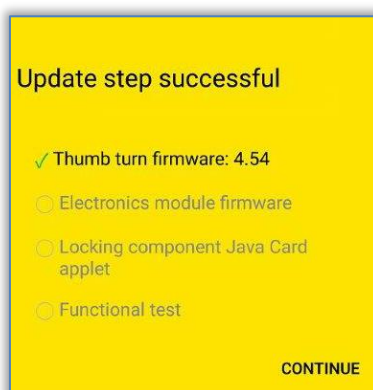 Update step successful
Thumb turn firmware: 4.54
Electronics module firmware
Locking component Java Card
applet
Functional test
CONTINUE